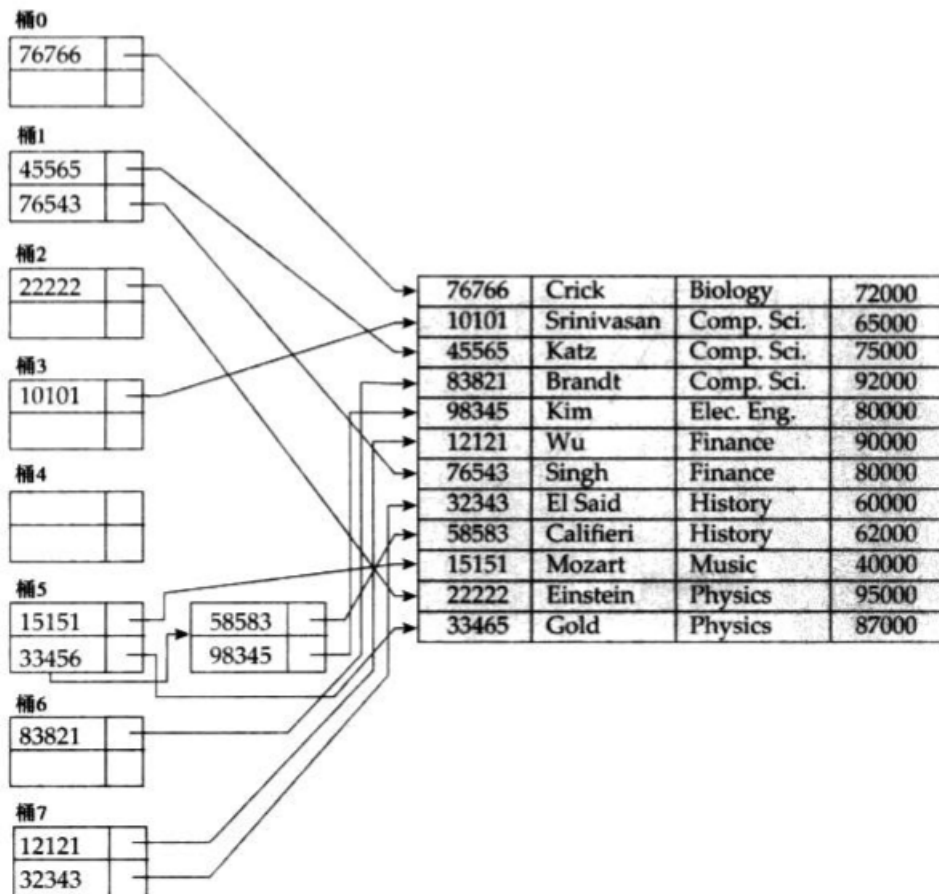 桶0
76766
桶1
45565
76543
桶2
22222
桶3
10101
桶4
桶5
15151
33456
58583
98345
桶6
83821
桶7
12121
32343
76766 Crick Biology 72000
10101 Srinivasan Comp. Sci. 65000
45565 Katz Comp. Sci. 75000
83821 Brandt Comp. Sci. 92000
98345 Kim Elec. Eng. 80000
12121 Wu Finance 90000
76543 Singh Finance 80000
32343 El Said History 60000
58583 Califieri History 62000
15151 Mozart Music 40000
22222 Einstein Physics 95000
33465 Gold Physics 87000